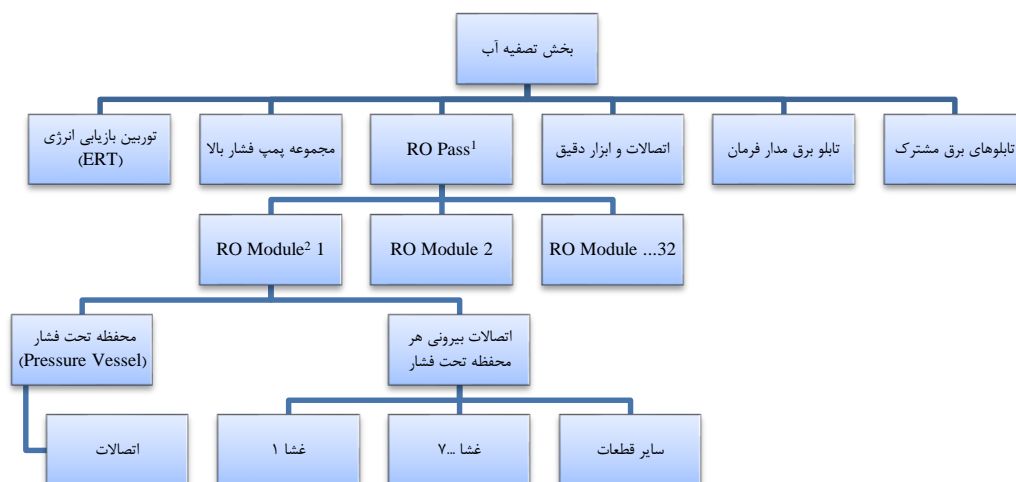 بخش تصفیه آب
تابلوهای برق مشترک
تابلو برق مدار فرمان
اتصالات و ابزار دقیق
RO Pass¹
مجموعه پمپ فشار بالا
توربین بازیابی انرژی
(ERT)
RO Module² 1
RO Module 2
RO Module ...32
اتصالات بیرونی هر
محفظه تحت فشار
محفظه تحت فشار
(Pressure Vessel)
سایر قطعات
غشا ...۷
غشا ۱
اتصالات